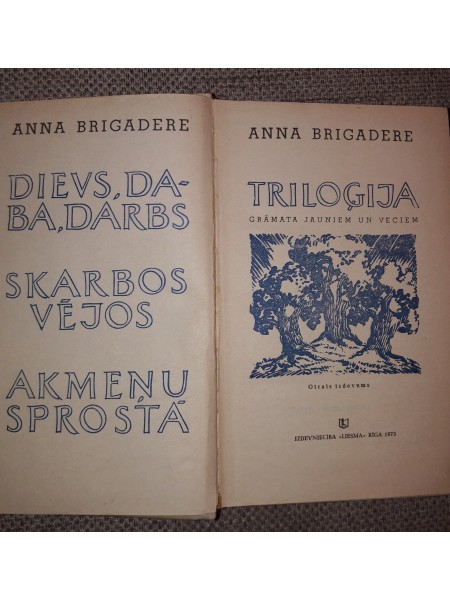 ANNA BRIGADERE
DIEVS, DA-
BA, DARBS
SKARBOS
VĒJOS
AKMEŅU
SPROSTĀ
ANNA BRIGADERE
TRILOĢIJA
GRĀMATA JAUNIEM UN VECIEM
Otrais izdevums
IZDEVNIECĪBA «LIESMA» RĪGA